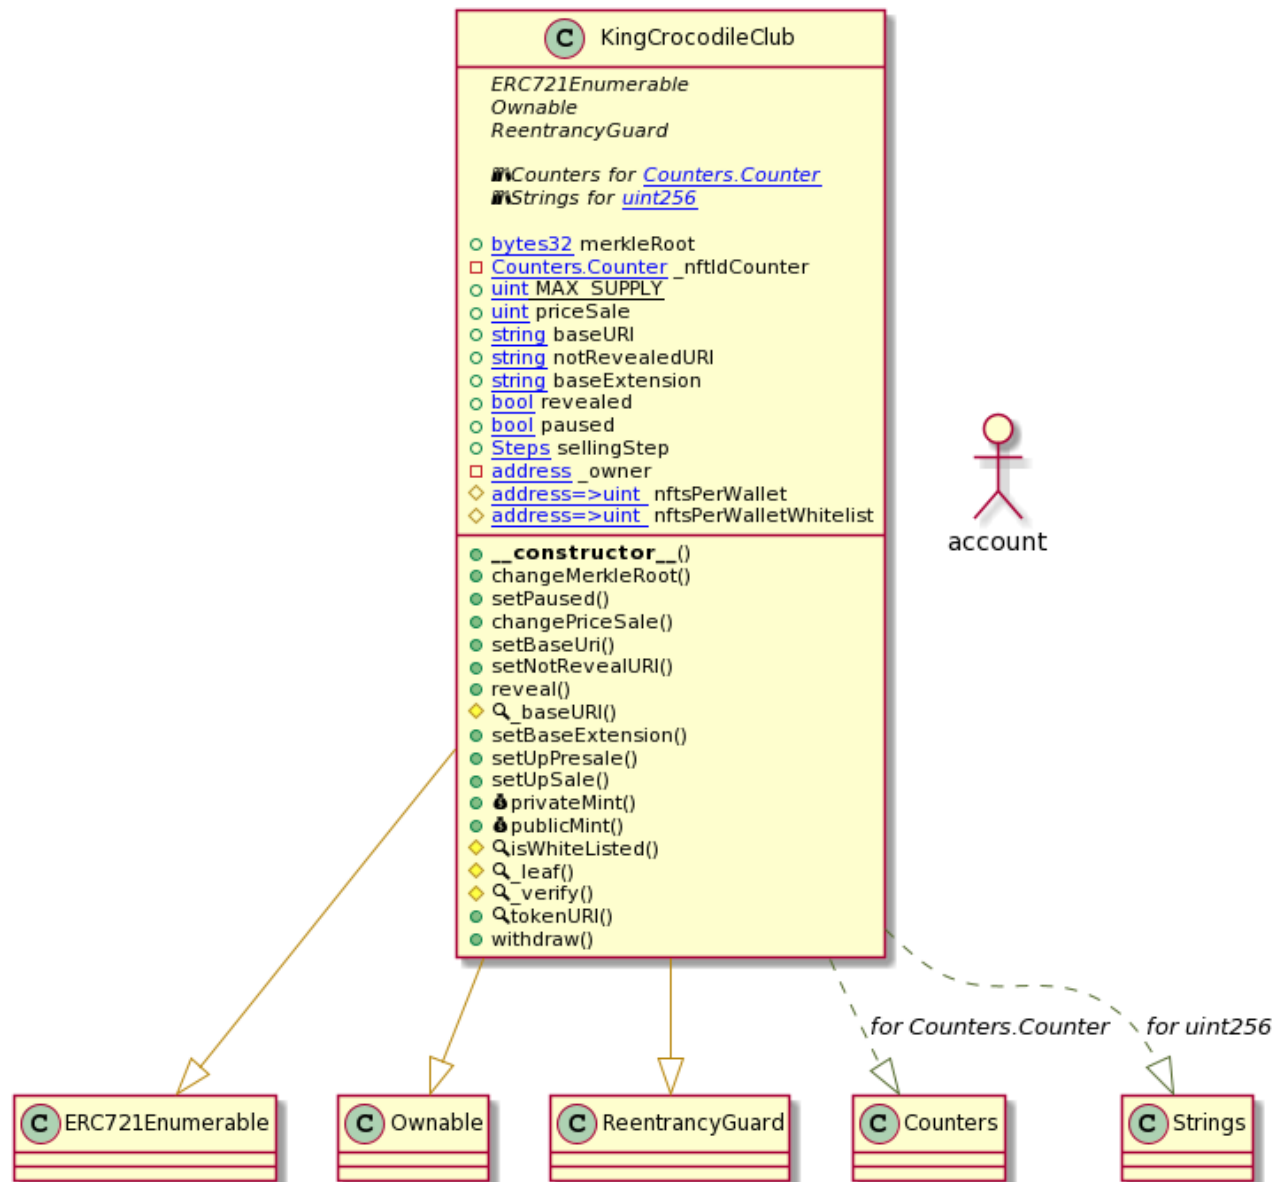 C KingCrocodileClub
ERC721Enumerable
Ownable
ReentrancyGuard
Counters for Counters.Counter
Strings for uint256
bytes32 merkleRoot
Counters.Counter _nftIdCounter
uint MAX_SUPPLY
uint priceSale
string baseURI
string notRevealedURI
string baseExtension
bool revealed
bool paused
Steps sellingStep
address _owner
address=>uint nftsPerWallet
address=>uint nftsPerWalletWhitelist
__constructor__()
changeMerkleRoot()
setPaused()
changePriceSale()
setBaseUri()
setNotRevealURI()
reveal()
_baseURI()
setBaseExtension()
setUpPresale()
setUpSale()
privateMint()
publicMint()
isWhiteListed()
_leaf()
_verify()
tokenURI()
withdraw()
account
for Counters.Counter
for uint256
C ERC721Enumerable
C Ownable
C ReentrancyGuard
C Counters
C Strings